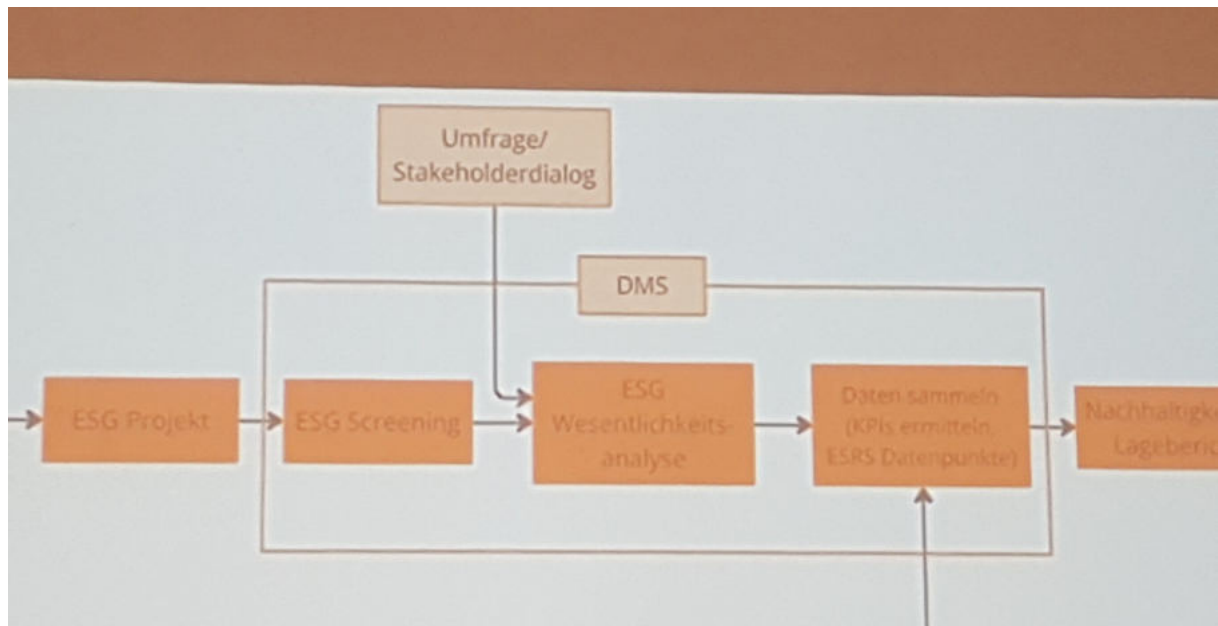 Umfrage/
Stakeholderdialog
DMS
ESG Projekt
ESG Screening
ESG
Wesentlichkeits-
analyse
Daten sammeln
(KPIs ermitteln,
ESRS Datenpunkte)